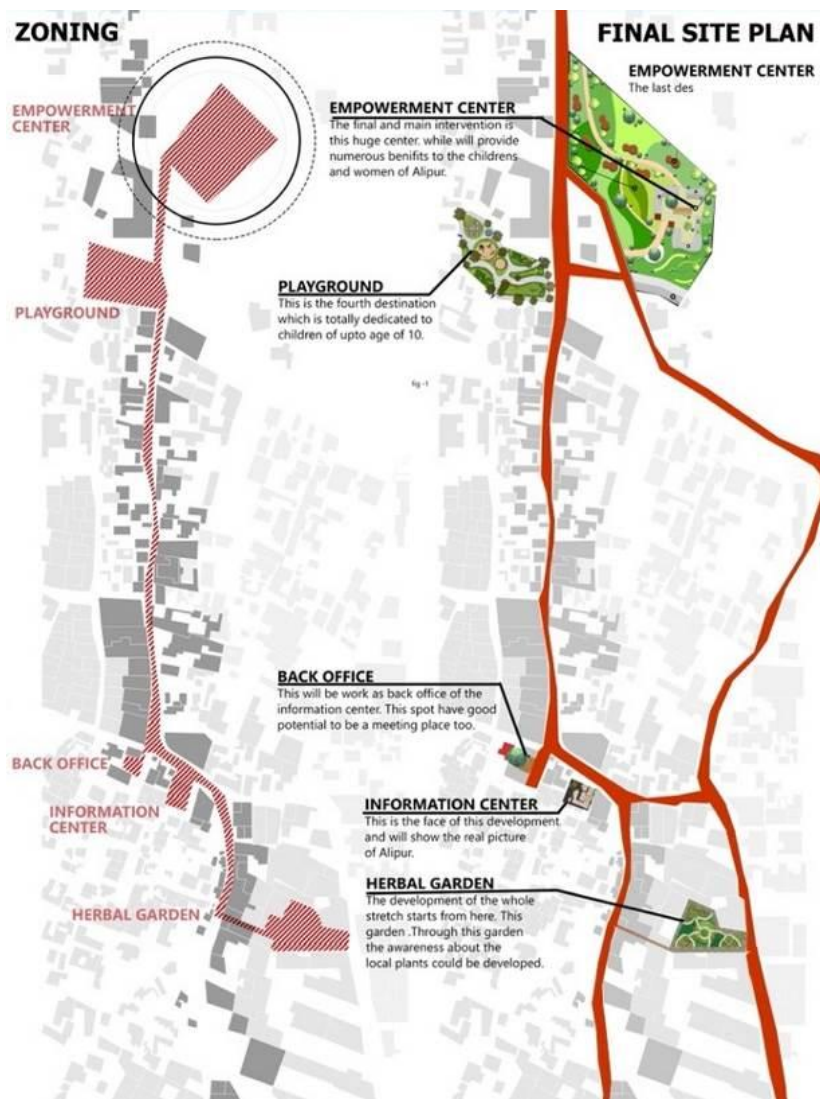 ZONING
EMPOWERMENT
CENTER
PLAYGROUND
BACK OFFICE
INFORMATION
CENTER
HERBAL GARDEN
FINAL SITE PLAN
EMPOWERMENT CENTER
The last des
EMPOWERMENT CENTER
The final and main intervention is
this huge center. while will provide
numerous benifits to the childrens
and women of Alipur.
PLAYGROUND
This is the fourth destination
which is totally dedicated to
children of upto age of 10.
fig -1
BACK OFFICE
This will be work as back office of the
information center. This spot have good
potential to be a meeting place too.
INFORMATION CENTER
This is the face of this development
and will show the real picture
of Alipur.
HERBAL GARDEN
The development of the whole
stretch starts from here. This
garden .Through this garden
the awareness about the
local plants could be developed.